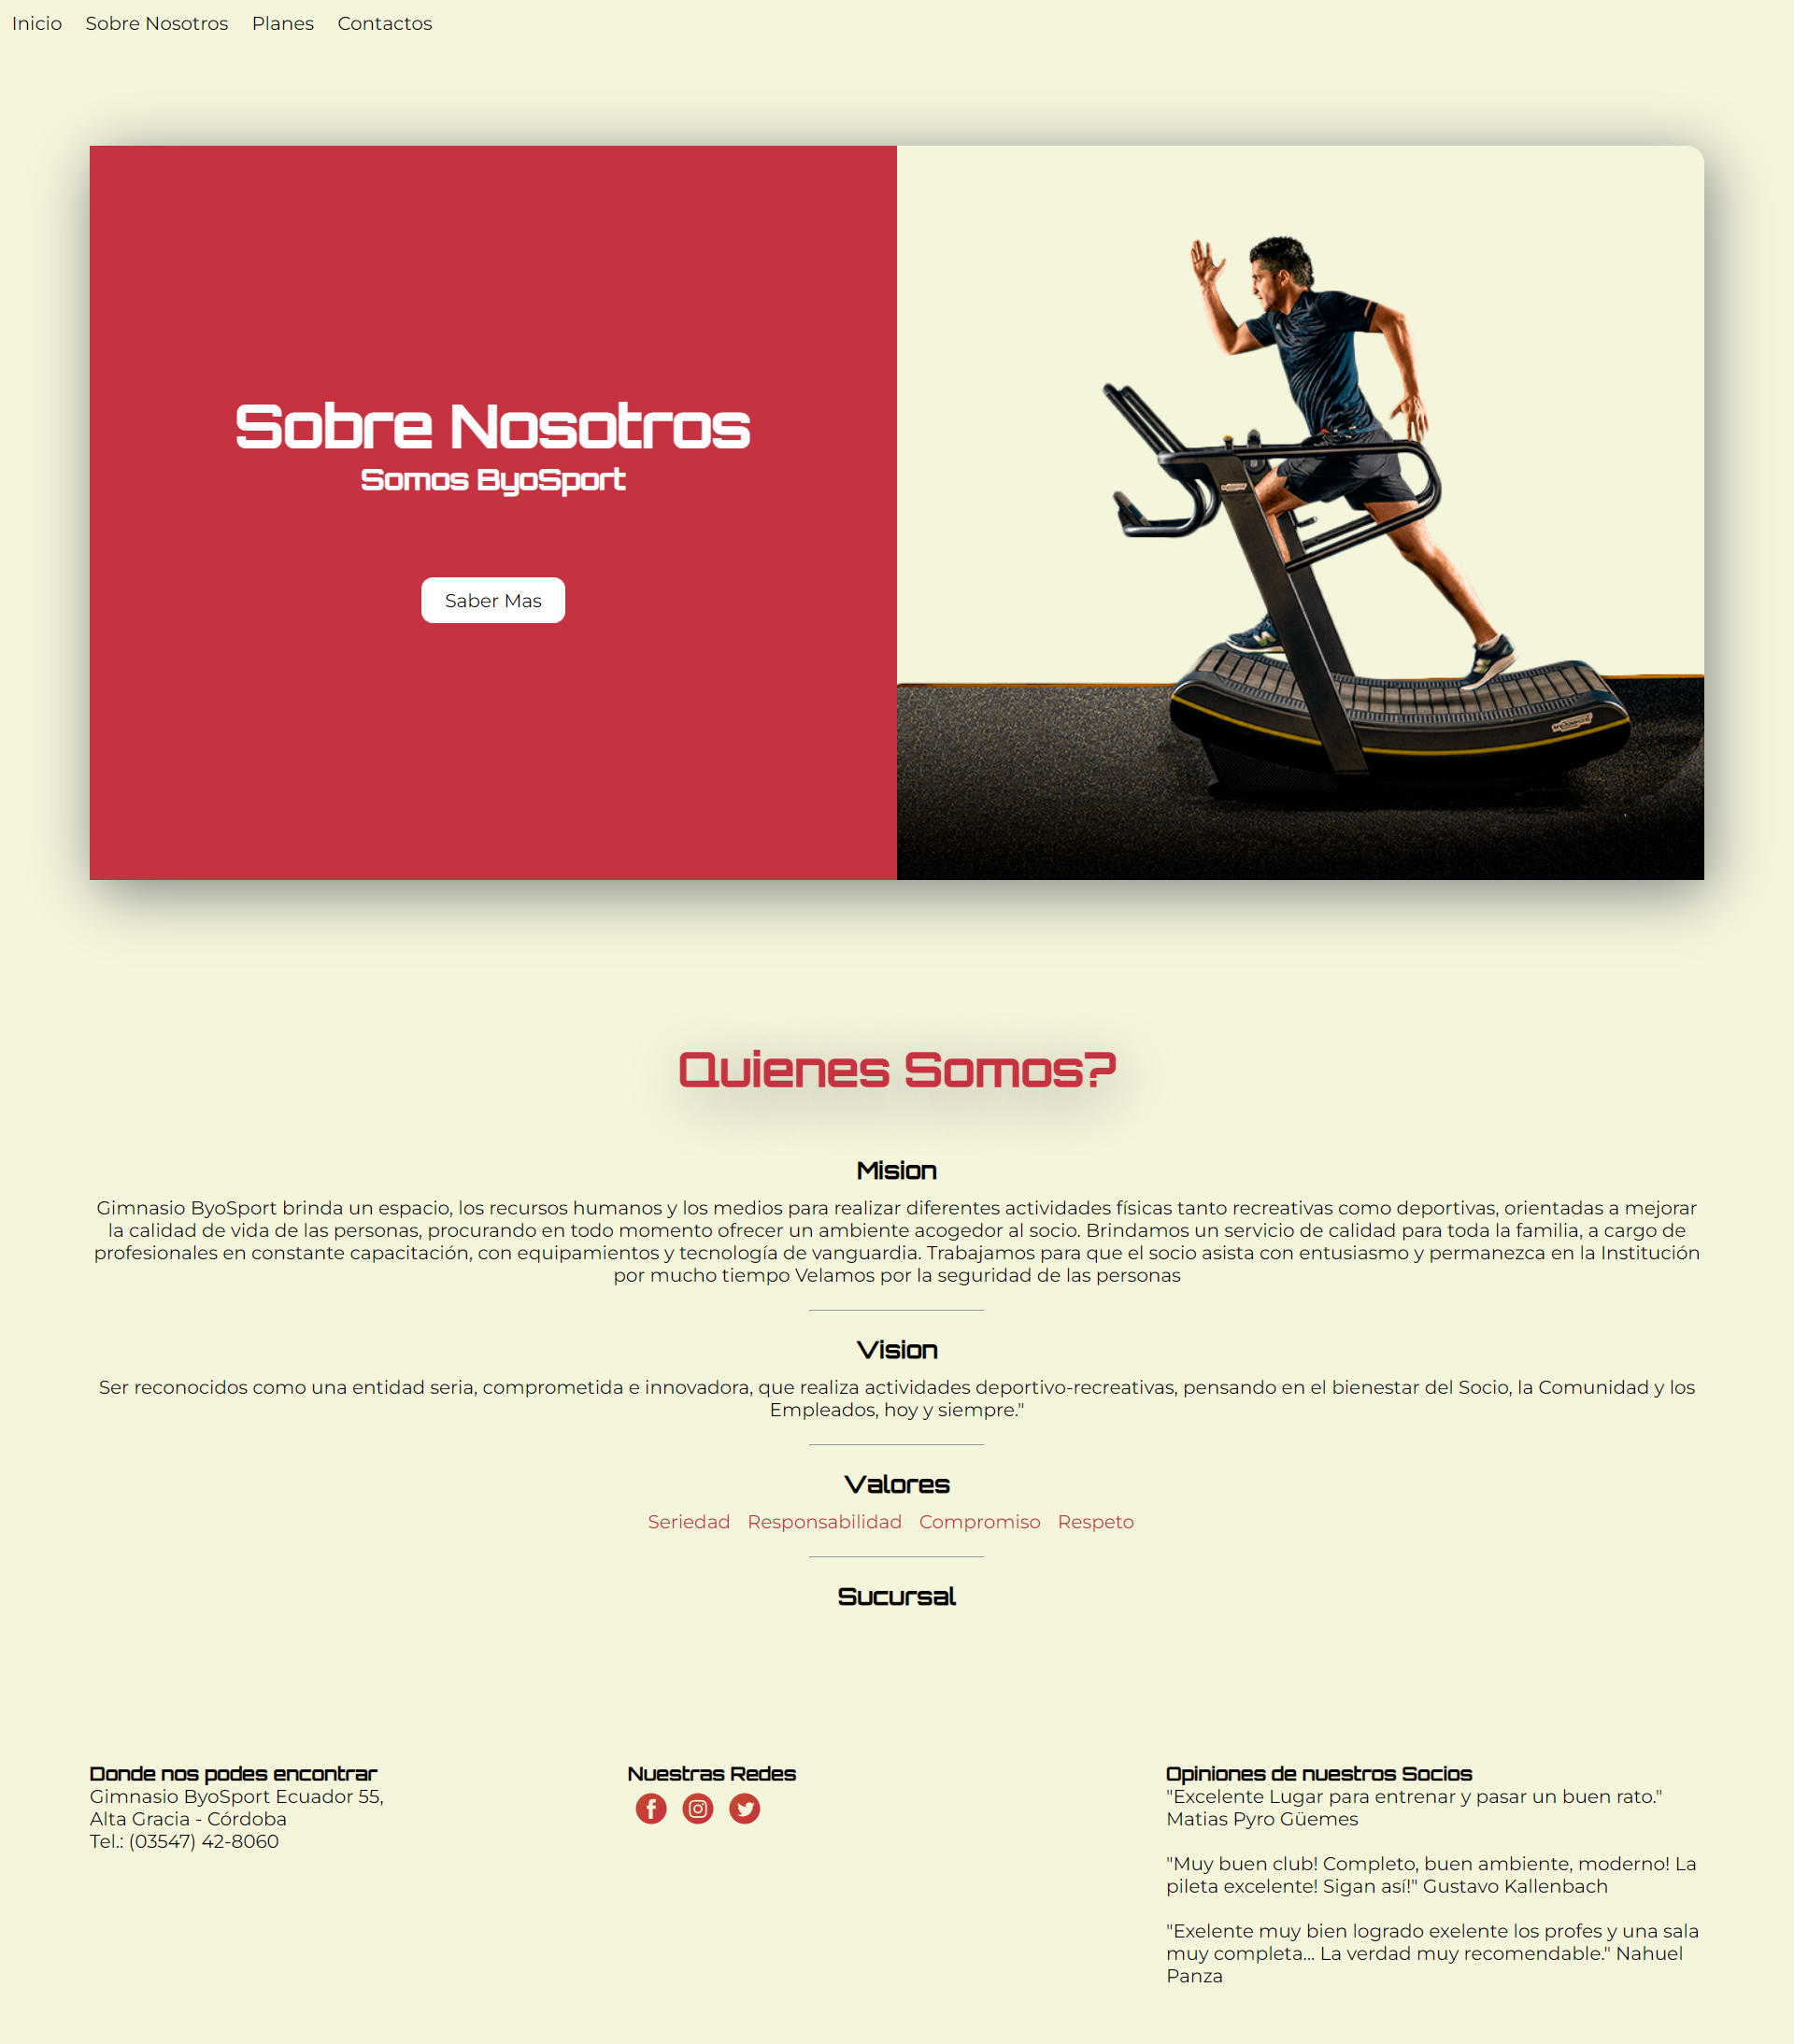 Inicio Sobre Nosotros Planes Contactos
Sobre Nosotros
Somos ByoSport
Saber Mas
Quienes Somos?
Mision
Gimnasio ByoSport brinda un espacio, los recursos humanos y los medios para realizar diferentes actividades físicas tanto recreativas como deportivas, orientadas a mejorar
la calidad de vida de las personas, procurando en todo momento ofrecer un ambiente acogedor al socio. Brindamos un servicio de calidad para toda la familia, a cargo de
profesionales en constante capacitación, con equipamientos y tecnología de vanguardia. Trabajamos para que el socio asista con entusiasmo y permanezca en la Institución
por mucho tiempo Velamos por la seguridad de las personas
Vision
Ser reconocidos como una entidad seria, comprometida e innovadora, que realiza actividades deportivo-recreativas, pensando en el bienestar del Socio, la Comunidad y los
Empleados, hoy y siempre."
Valores
Seriedad Responsabilidad Compromiso Respeto
Sucursal
Donde nos podes encontrar
Gimnasio ByoSport Ecuador 55,
Alta Gracia - Córdoba
Tel.: (03547) 42-8060
Nuestras Redes
Opiniones de nuestros Socios
"Excelente Lugar para entrenar y pasar un buen rato."
Matias Pyro Güemes
"Muy buen club! Completo, buen ambiente, moderno! La
pileta excelente! Sigan así!" Gustavo Kallenbach
"Exelente muy bien logrado exelente los profes y una sala
muy completa... La verdad muy recomendable." Nahuel
Panza